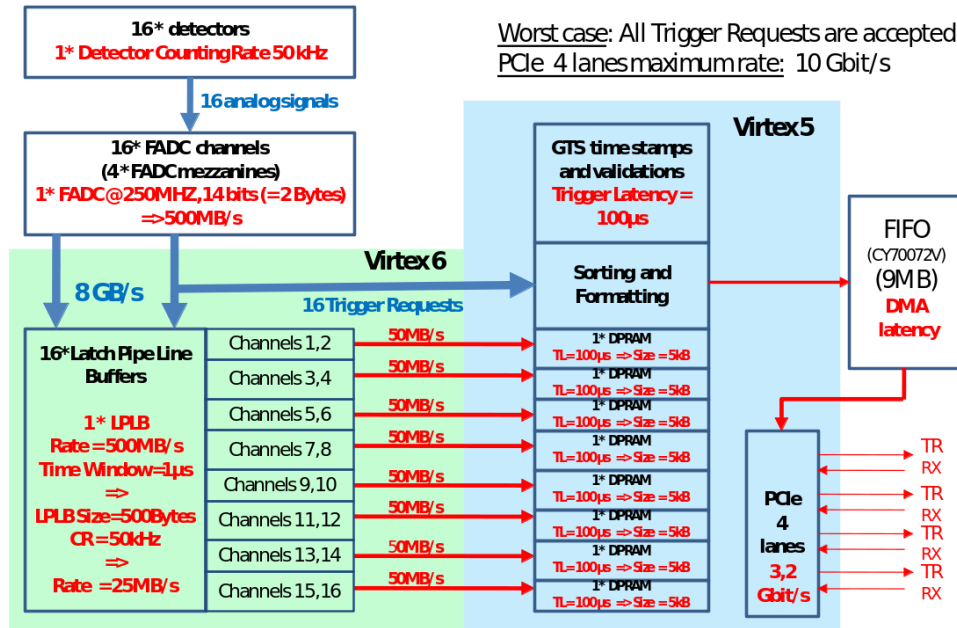 16* detectors
1* Detector Counting Rate 50 kHz
Worst case: All Trigger Requests are accepted
PCIe 4 lanes maximum rate: 10 Gbit/s
16 analog signals
16* FADC channels
(4* FADC mezzanines)
1* FADC@250MHZ, 14 bits (=2 Bytes)
=>500MB/s
Virtex 5
GTS time stamps
and validations
Trigger Latency =
100µs
Virtex 6
8 GB/s
16 Trigger Requests
Sorting and
Formatting
FIFO
(CY70072V)
(9MB)
DMA
latency
16* Latch Pipe Line
Buffers
1* LPLB
Rate = 500MB/s
Time Window=1µs
=>
LPLB Size=500Bytes
CR = 50kHz
=>
Rate = 25MB/s
Channels 1,2
50MB/s
1* DPRAM
TL=100µs => Size = 5kB
Channels 3,4
50MB/s
1* DPRAM
TL=100µs => Size = 5kB
Channels 5,6
50MB/s
1* DPRAM
TL=100µs => Size = 5kB
Channels 7,8
50MB/s
1* DPRAM
TL=100µs => Size = 5kB
Channels 9,10
50MB/s
1* DPRAM
TL=100µs => Size = 5kB
Channels 11,12
50MB/s
1* DPRAM
TL=100µs => Size = 5kB
Channels 13,14
50MB/s
1* DPRAM
TL=100µs => Size = 5kB
Channels 15,16
50MB/s
1* DPRAM
TL=100µs => Size = 5kB
PCIe
4
lanes
3,2
Gbit/s
TR
RX
TR
RX
TR
RX
TR
RX